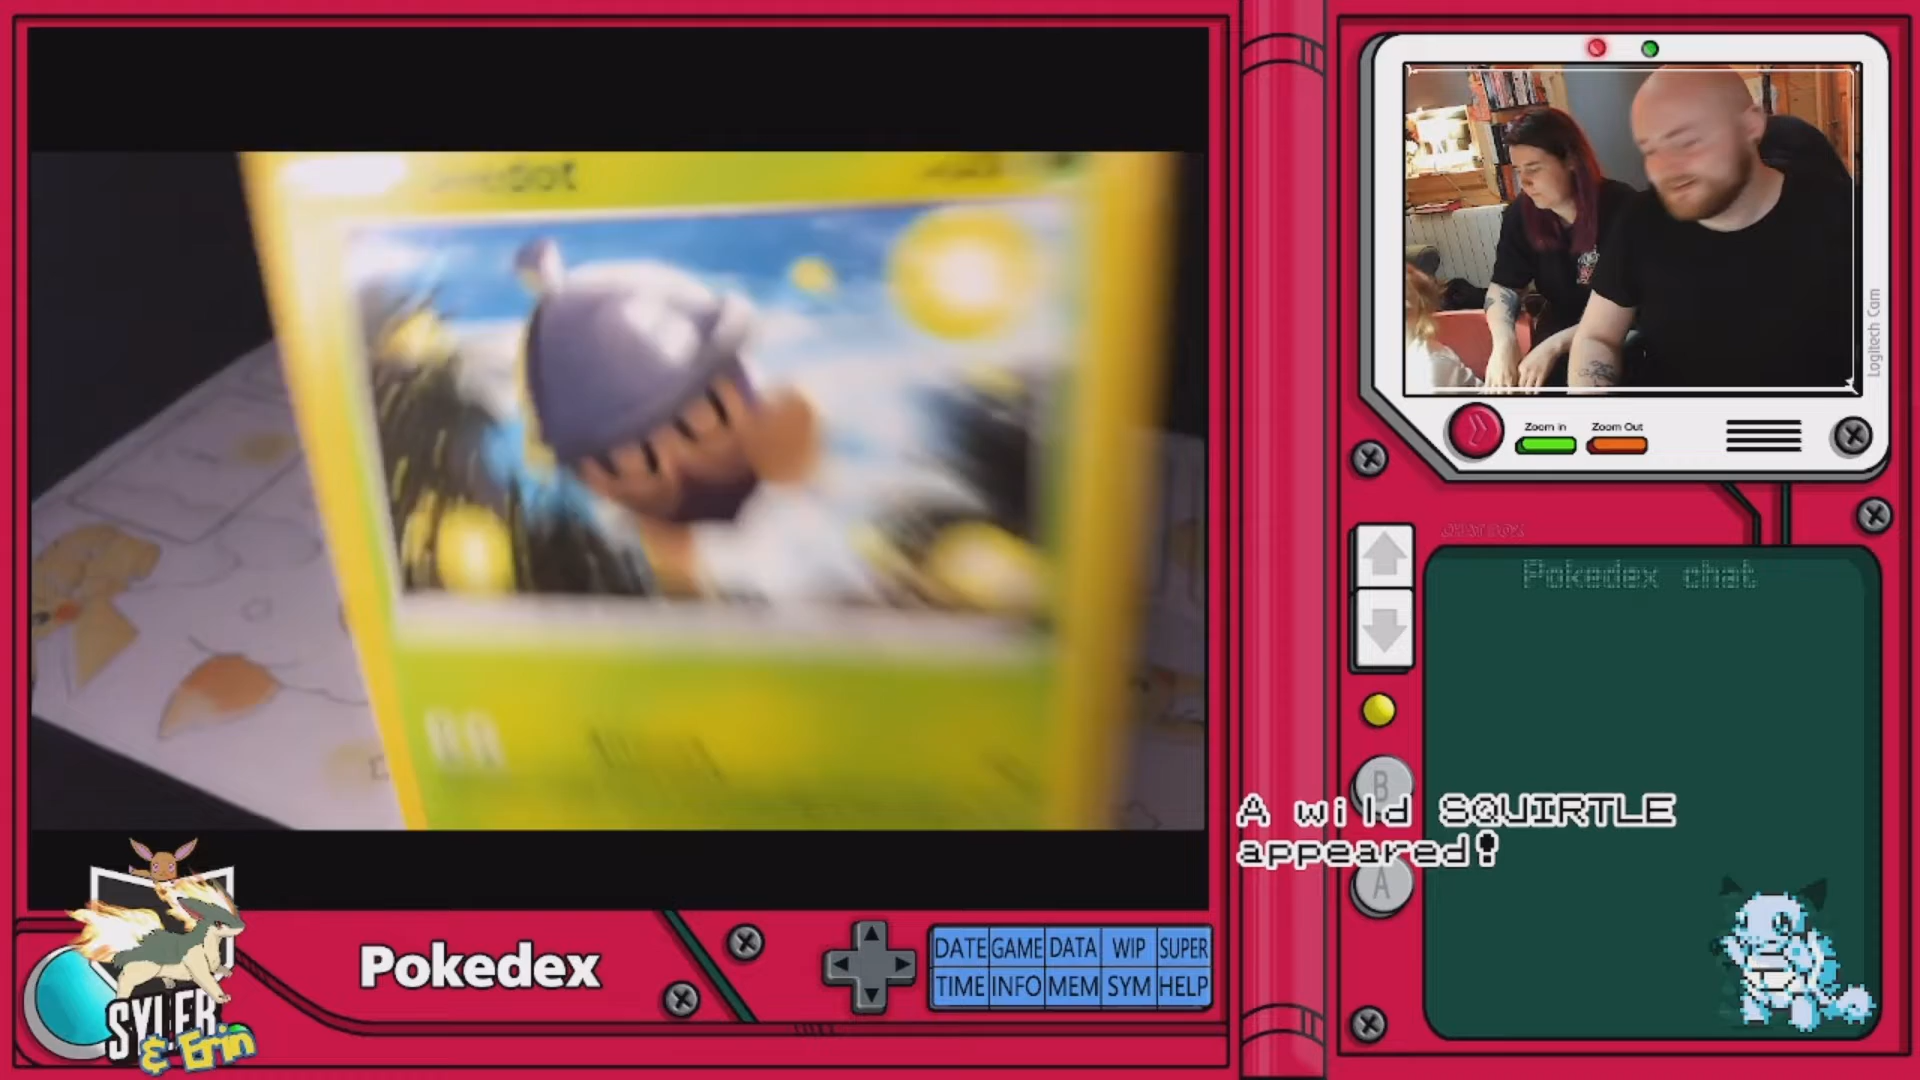 Logitech Cam
Zoom In
Zoom Out
CHATBOX
Pokedex chat
B
A wild SQUIRTLE
appeared!
A
Pokedex
DATE GAME DATA WIP SUPER
TIME INFO MEM SYM HELP
SYLER
& Erin